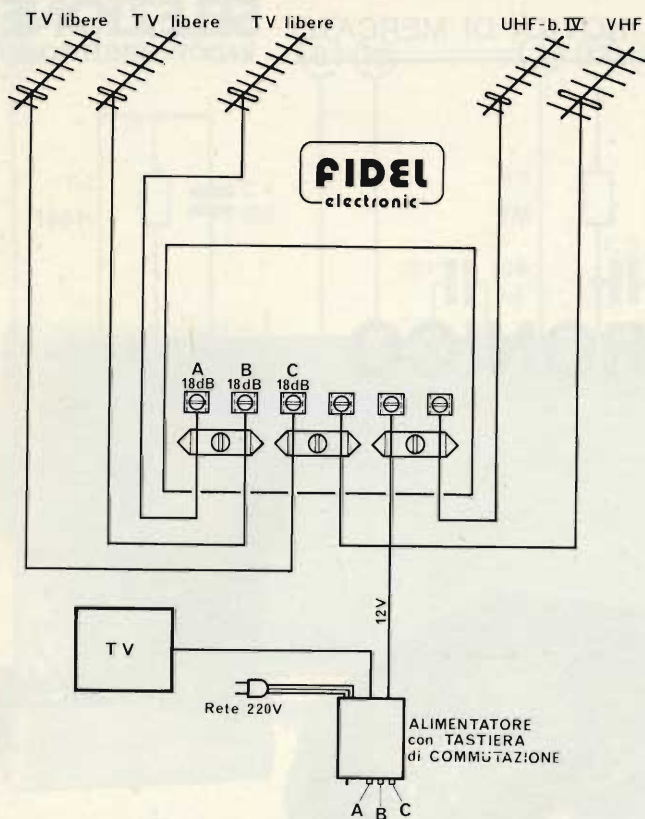 TV libere TV libere TV libere UHF-b.IV VHF
FIDEL
electronic
A B C
18dB 18dB 18dB
12V
TV
Rete 220V
ALIMENTATORE
con TASTIERA
di COMMUTAZIONE
A B C